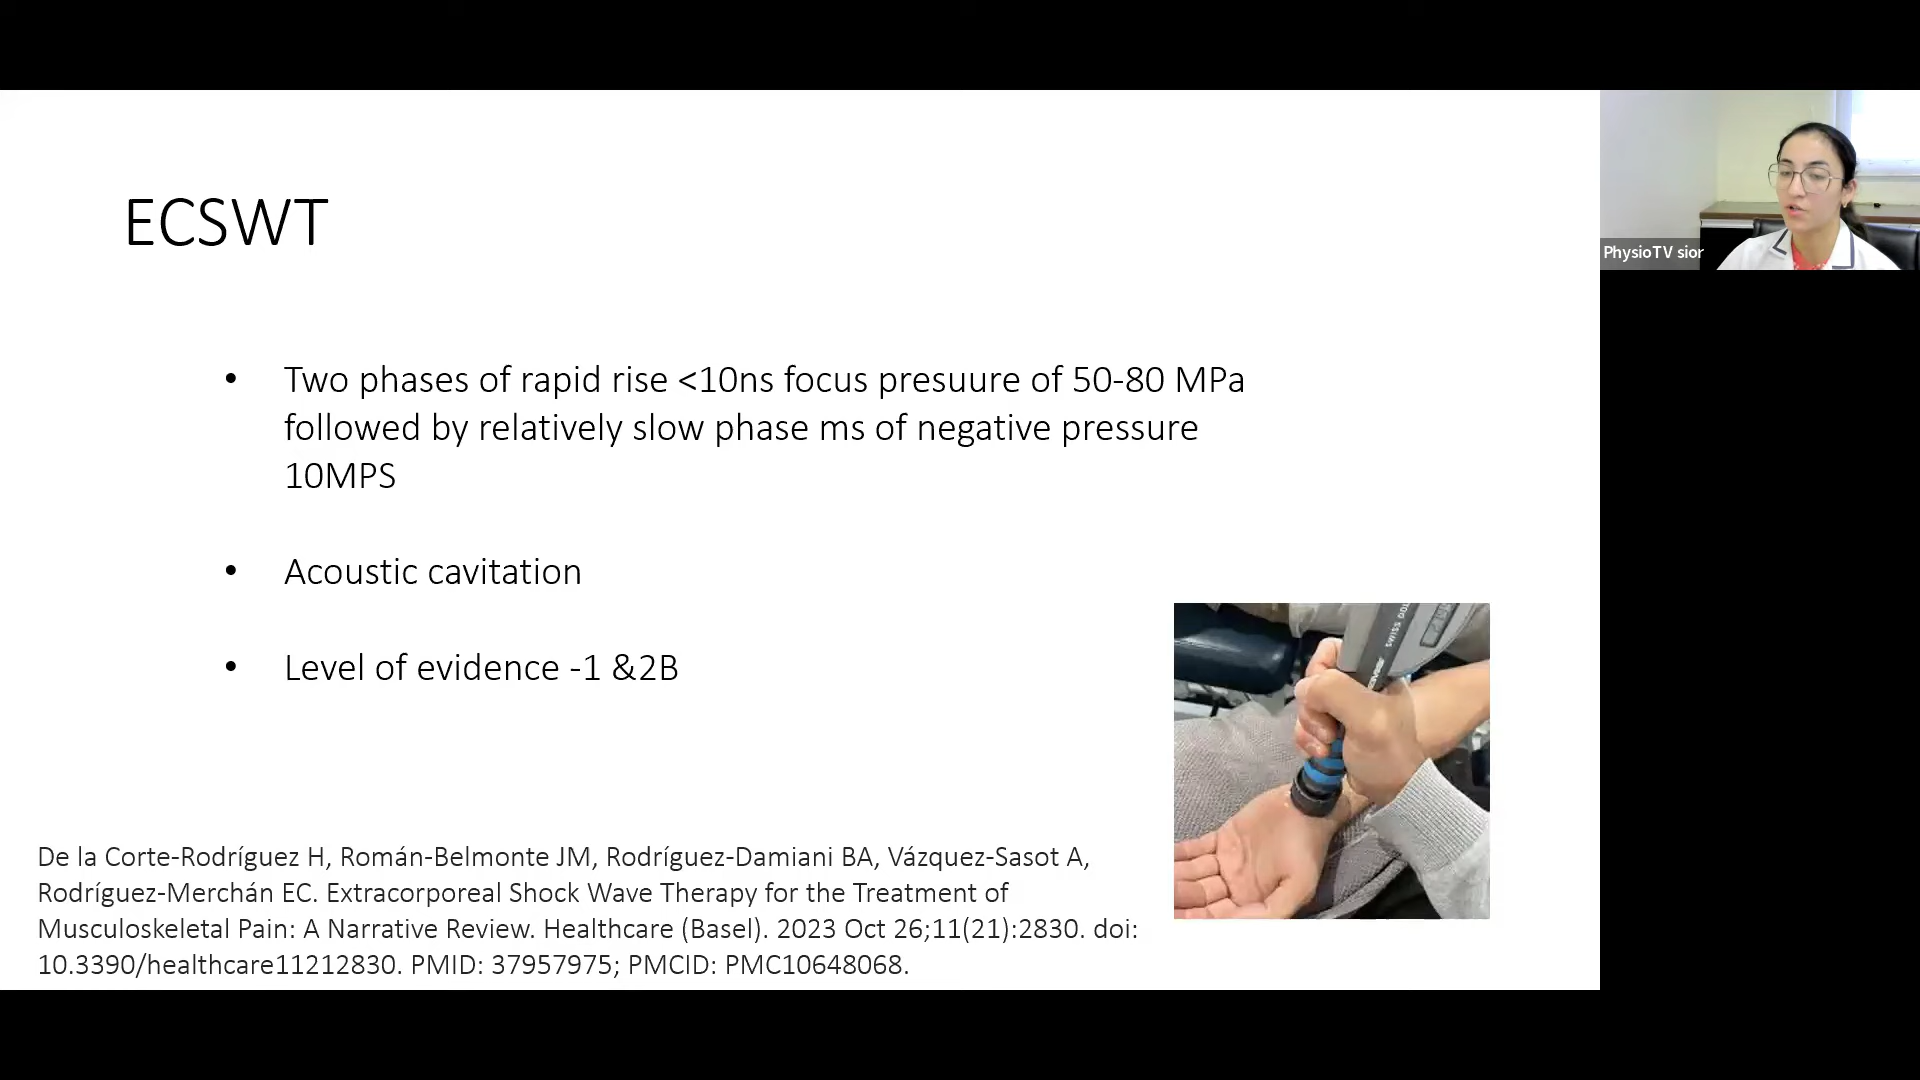 ECSWT
PhysioTV sior
• Two phases of rapid rise <10ns focus presuure of 50-80 MPa
followed by relatively slow phase ms of negative pressure
10MPS
• Acoustic cavitation
• Level of evidence -1 &2B
SWISS DOL
De la Corte-Rodríguez H, Román-Belmonte JM, Rodríguez-Damiani BA, Vázquez-Sasot A,
Rodríguez-Merchán EC. Extracorporeal Shock Wave Therapy for the Treatment of
Musculoskeletal Pain: A Narrative Review. Healthcare (Basel). 2023 Oct 26;11(21):2830. doi:
10.3390/healthcare11212830. PMID: 37957975; PMCID: PMC10648068.